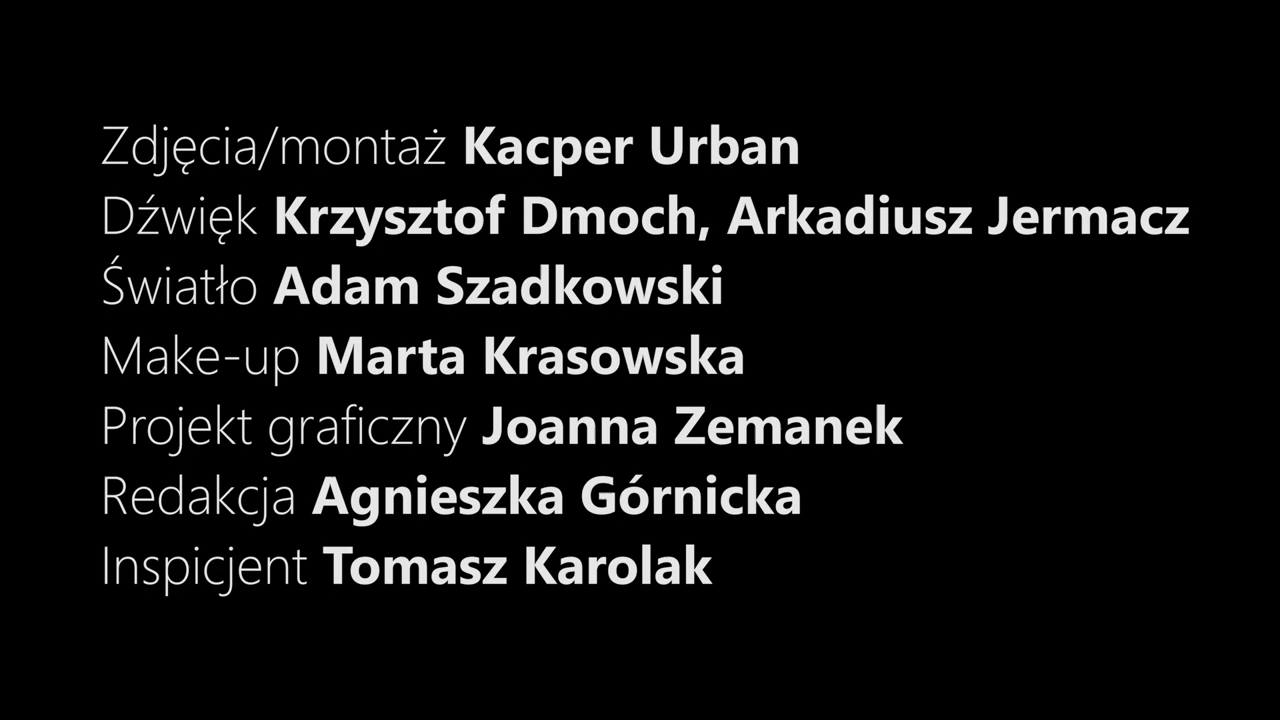 Zdjęcia/montaż Kacper Urban
Dźwięk Krzysztof Dmoch, Arkadiusz Jermacz
Światło Adam Szadkowski
Make-up Marta Krasowska
Projekt graficzny Joanna Zemanek
Redakcja Agnieszka Górnicka
Inspicjent Tomasz Karolak